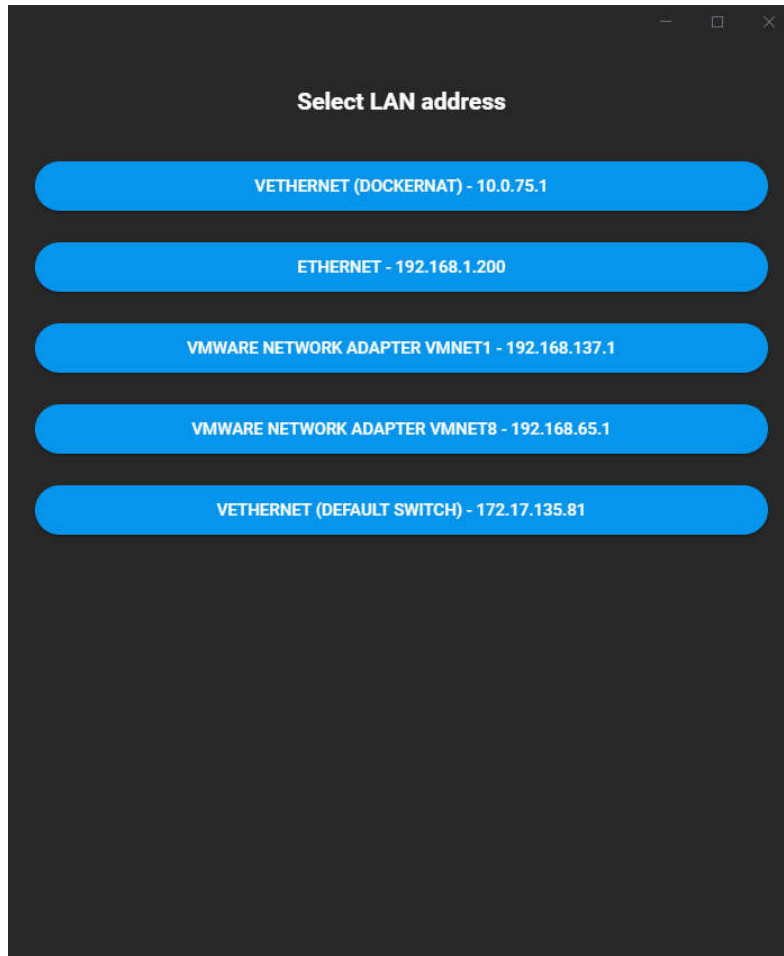 Select LAN address
VETHERNET (DOCKERNAT) - 10.0.75.1
ETHERNET - 192.168.1.200
VMWARE NETWORK ADAPTER VMNET1 - 192.168.137.1
VMWARE NETWORK ADAPTER VMNET8 - 192.168.65.1
VETHERNET (DEFAULT SWITCH) - 172.17.135.81